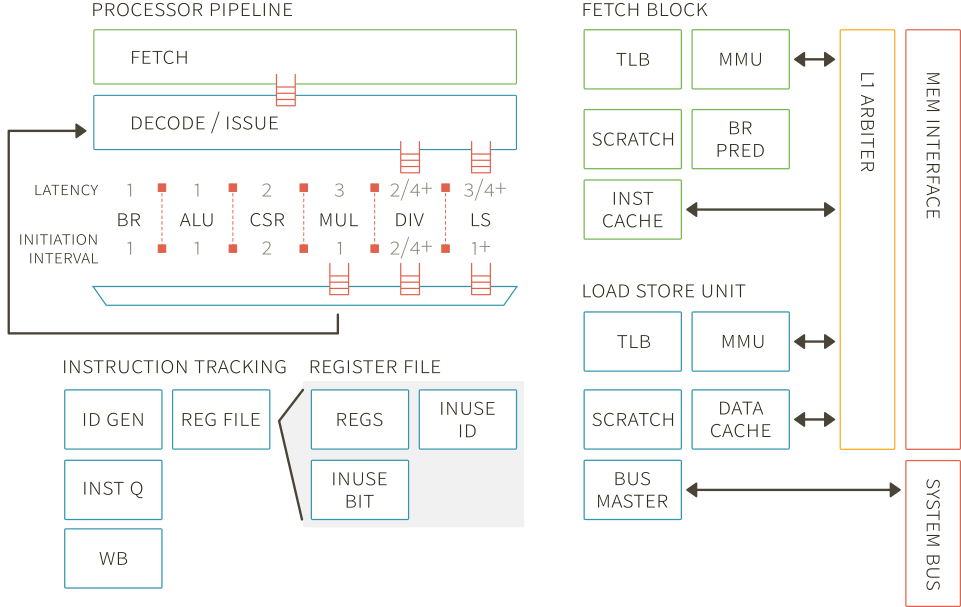 PROCESSOR PIPELINE
FETCH
DECODE / ISSUE
LATENCY 1 1 2 3 2/4+ 3/4+
BR ALU CSR MUL DIV LS
INITIATION
INTERVAL 1 1 2 1 2/4+ 1+
INSTRUCTION TRACKING
ID GEN REG FILE
INST Q
WB
REGISTER FILE
REGS
INUSE
ID
INUSE
BIT
FETCH BLOCK
TLB MMU
SCRATCH
BR
PRED
INST
CACHE
LOAD STORE UNIT
TLB MMU
SCRATCH
DATA
CACHE
BUS
MASTER
L1 ARBITER
MEM INTERFACE
SYSTEM BUS